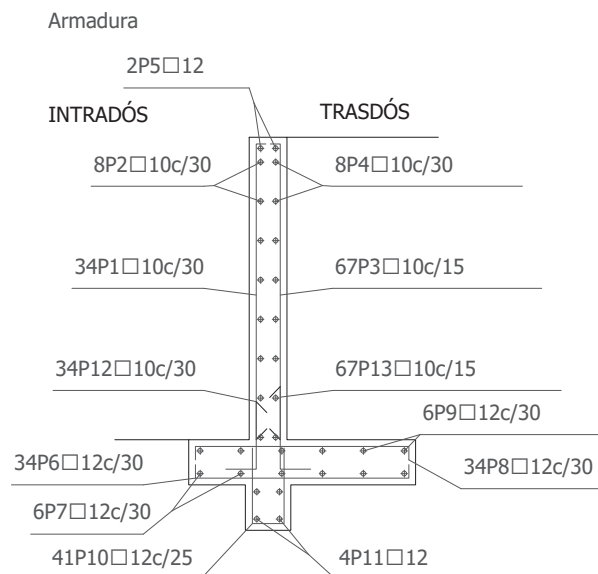 Armadura
2P5□12
INTRADÓS
TRASDÓS
8P2□10c/30
8P4□10c/30
34P1□10c/30
67P3□10c/15
34P12□10c/30
67P13□10c/15
6P9□12c/30
34P6□12c/30
34P8□12c/30
6P7□12c/30
41P10□12c/25
4P11□12